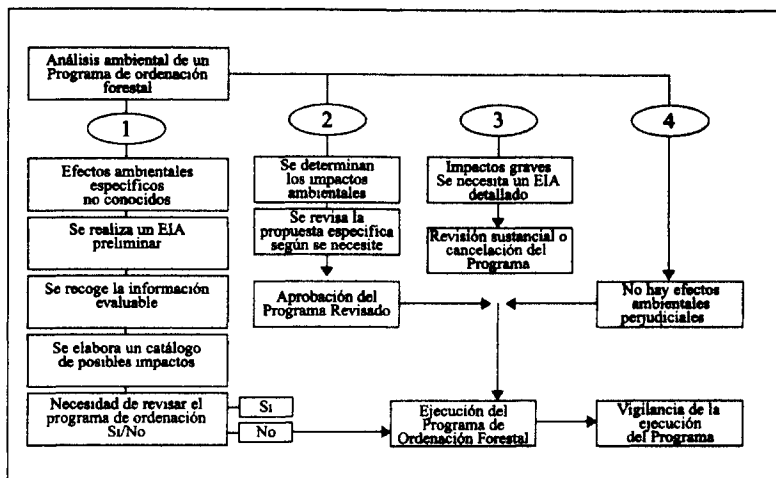 Análisis ambiental de un
Programa de ordenación
forestal
1
2
3
4
Efectos ambientales
específicos
no conocidos
Se realiza un EIA
preliminar
Se recoge la información
evaluable
Se elabora un catálogo
de posibles impactos
Necesidad de revisar el
programa de ordenación
Si/No
Si
No
Se determinan
los impactos
ambientales
Se revisa la
propuesta especifica
según se necesite
Aprobación del
Programa Revisado
Impactos graves
Se necesita un EIA
detallado
Revisión sustancial o
cancelación del
Programa
No hay efectos
ambientales
perjudiciales
Ejecución del
Programa de
Ordenación Forestal
Vigilancia de la
ejecución
del Programa